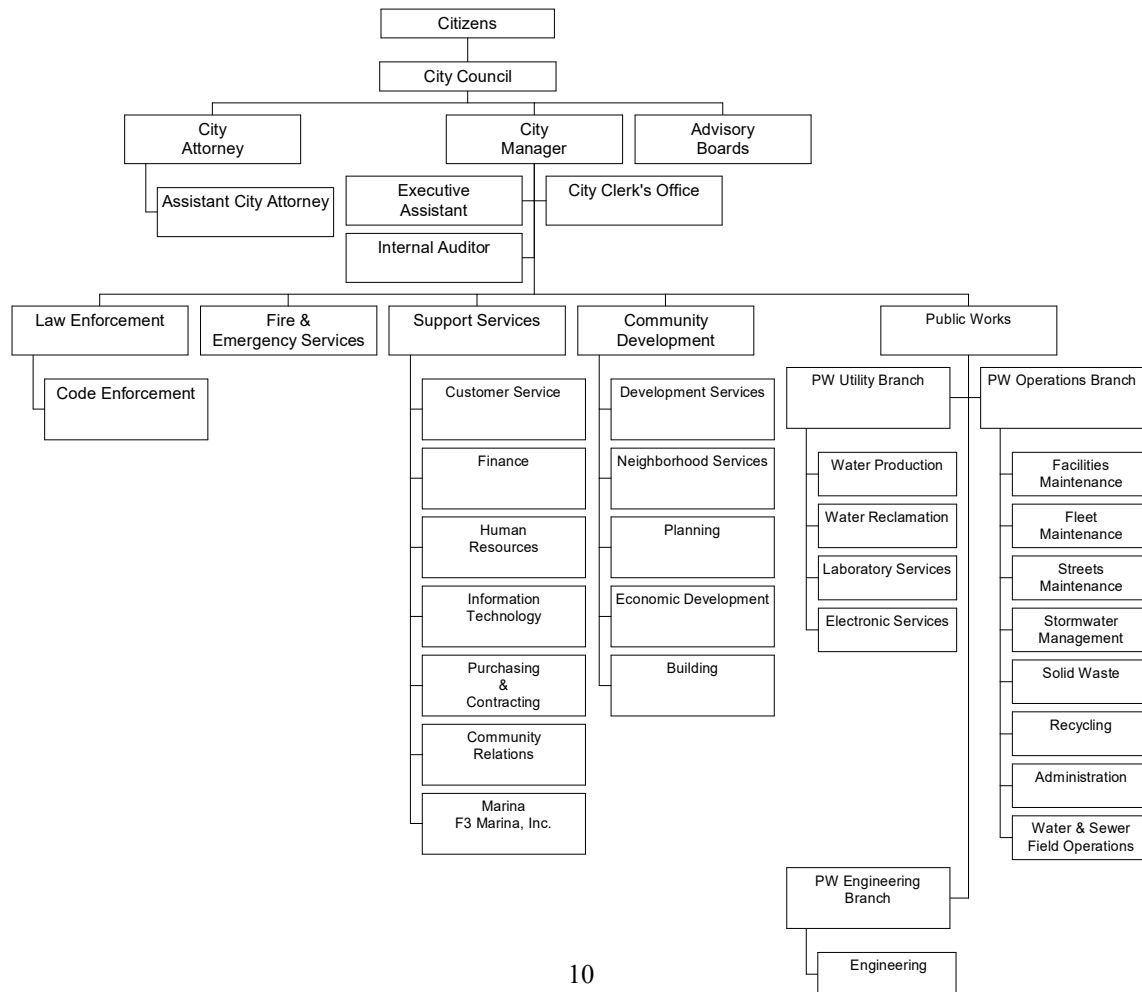 Citizens
City Council
City
Attorney
City
Manager
Advisory
Boards
Assistant City Attorney
Executive
Assistant
City Clerk's Office
Internal Auditor
Law Enforcement
Fire &
Emergency Services
Support Services
Community
Development
Public Works
Code Enforcement
Customer Service
Finance
Human
Resources
Information
Technology
Purchasing
&
Contracting
Community
Relations
Marina
F3 Marina, Inc.
Development Services
Neighborhood Services
Planning
Economic Development
Building
PW Utility Branch
Water Production
Water Reclamation
Laboratory Services
Electronic Services
PW Operations Branch
Facilities
Maintenance
Fleet
Maintenance
Streets
Maintenance
Stormwater
Management
Solid Waste
Recycling
Administration
Water & Sewer
Field Operations
PW Engineering
Branch
Engineering
10